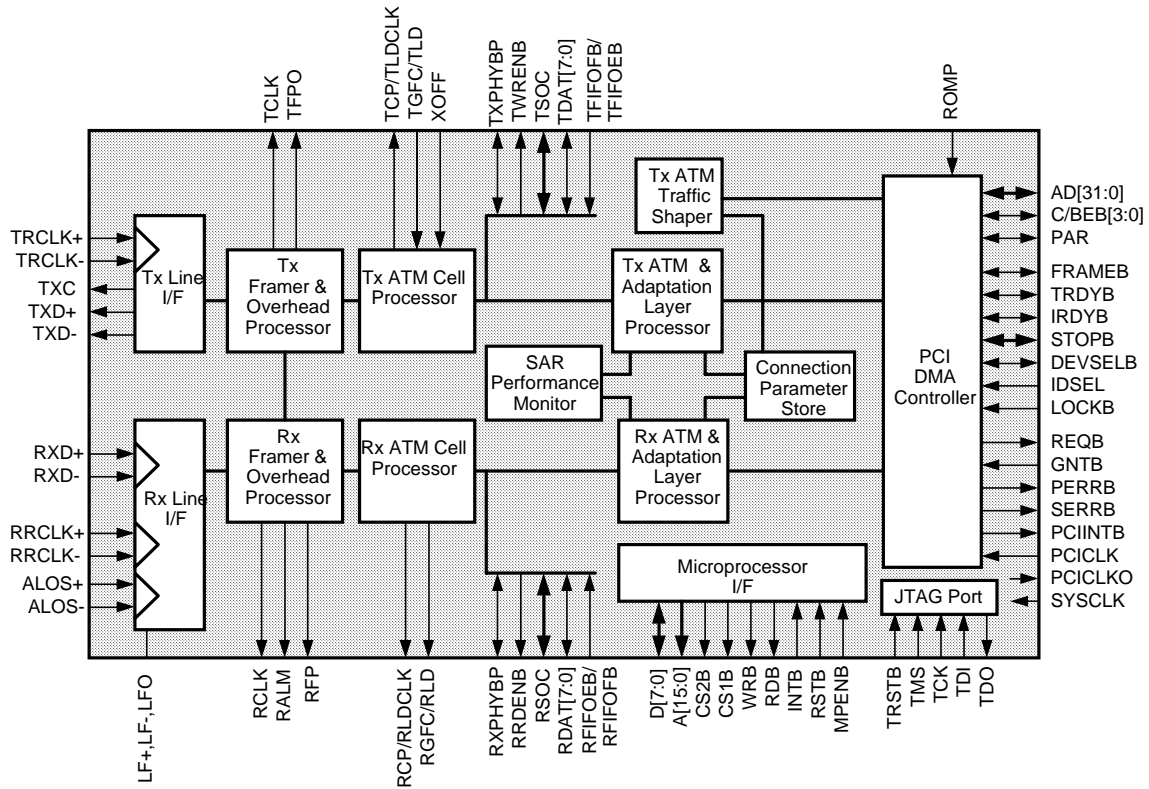 TCLK
TFPO
TCP/TLDCLK
TGFC/TLD
XOFF
TXPHYBP
TWRENB
TSOC
TDAT[7:0]
TFIFOFB/
TFIFOEB
ROMP
TRCLK+
TRCLK-
TXC
TXD+
TXD-
Tx Line
I/F
Tx
Framer &
Overhead
Processor
Tx ATM Cell
Processor
Tx ATM
Traffic
Shaper
Tx ATM &
Adaptation
Layer
Processor
SAR
Performance
Monitor
Connection
Parameter
Store
PCI
DMA
Controller
AD[31:0]
C/BEB[3:0]
PAR
FRAMEB
TRDYB
IRDYB
STOPB
DEVSELB
IDSEL
LOCKB
REQB
GNTB
PERRB
SERRB
PCIINTB
PCICLK
PCICLKO
SYSCLK
RXD+
RXD-
RRCLK+
RRCLK-
ALOS+
ALOS-
Rx Line
I/F
Rx
Framer &
Overhead
Processor
Rx ATM Cell
Processor
Rx ATM &
Adaptation
Layer
Processor
Microprocessor
I/F
JTAG Port
LF+,LF-,LFO
RCLK
RALM
RFP
RCP/RLDCLK
RGFC/RLD
RXPHYBP
RRDENB
RSOC
RDAT[7:0]
RFIFOEB/
RFIFOFB
D[7:0]
A[15:0]
CS2B
CS1B
WRB
RDB
INTB
RSTB
MPENB
TRSTB
TMS
TCK
TDI
TDO